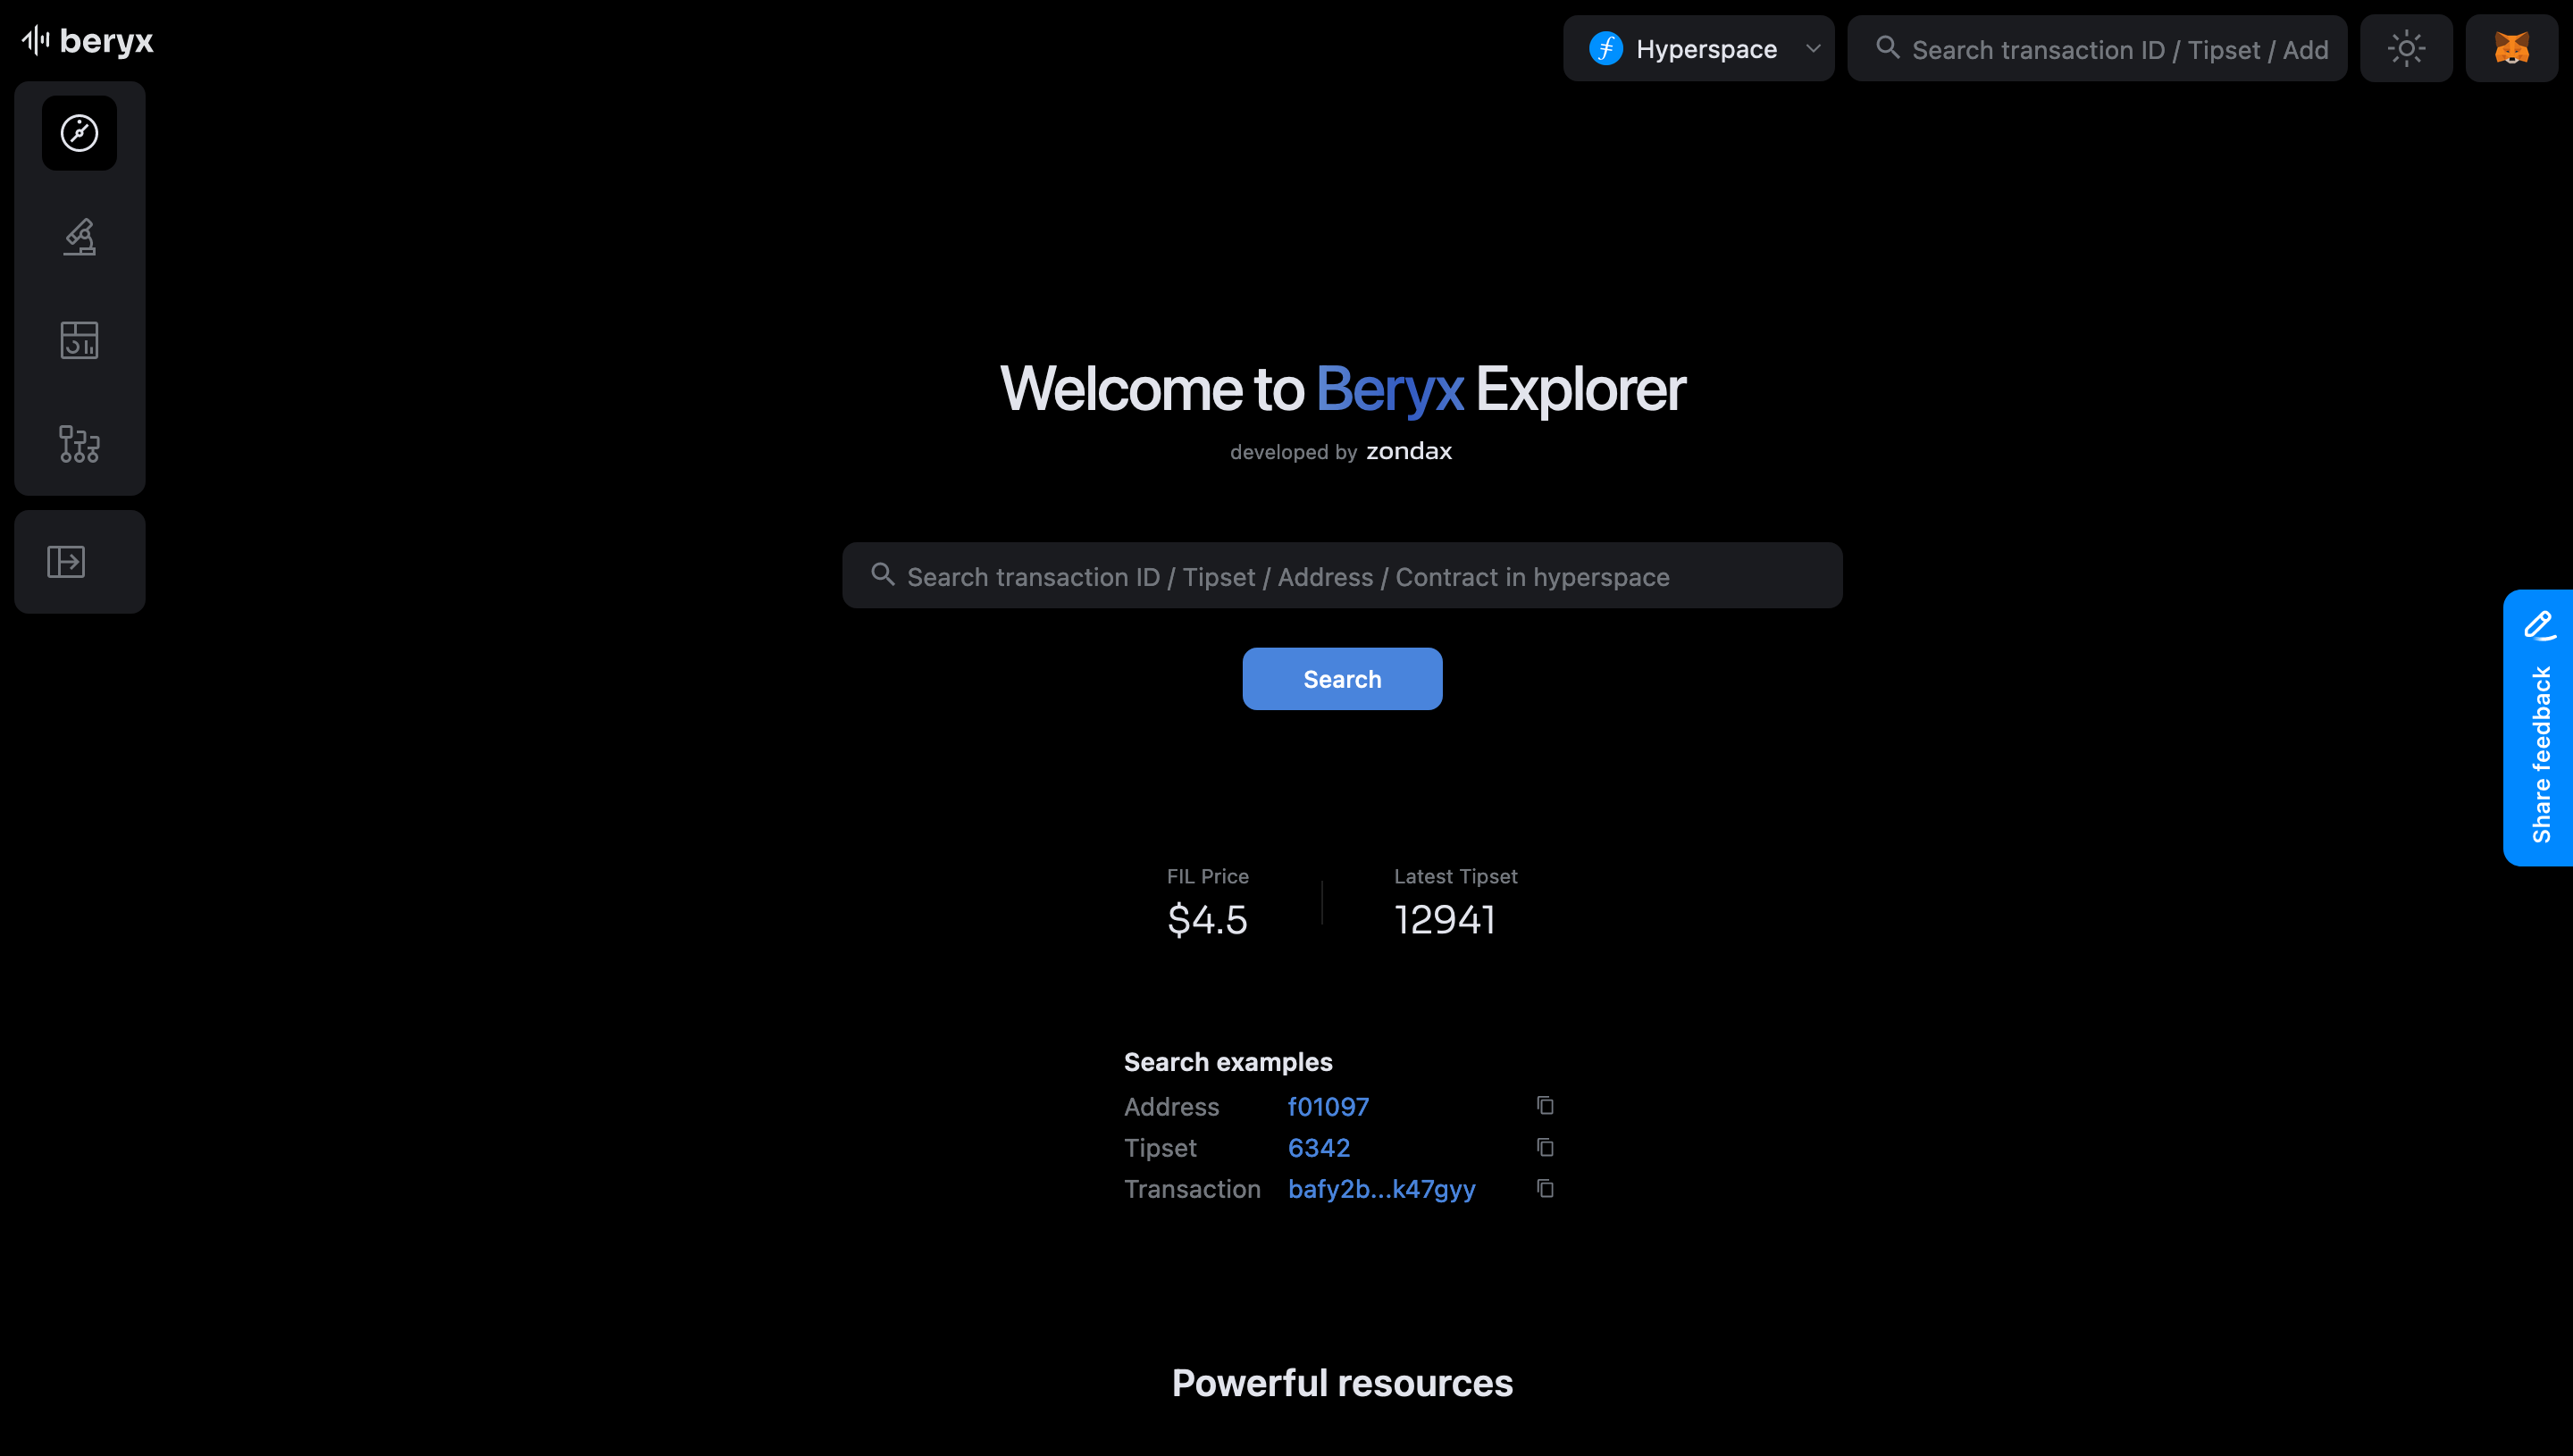 beryx
Hyperspace
Search transaction ID / Tipset / Add
Welcome to Beryx Explorer
developed by zondax
Search transaction ID / Tipset / Address / Contract in hyperspace
Search
Share feedback
FIL Price
$4.5
Latest Tipset
12941
Search examples
Address f01097
Tipset 6342
Transaction bafy2b...k47gyy
Powerful resources